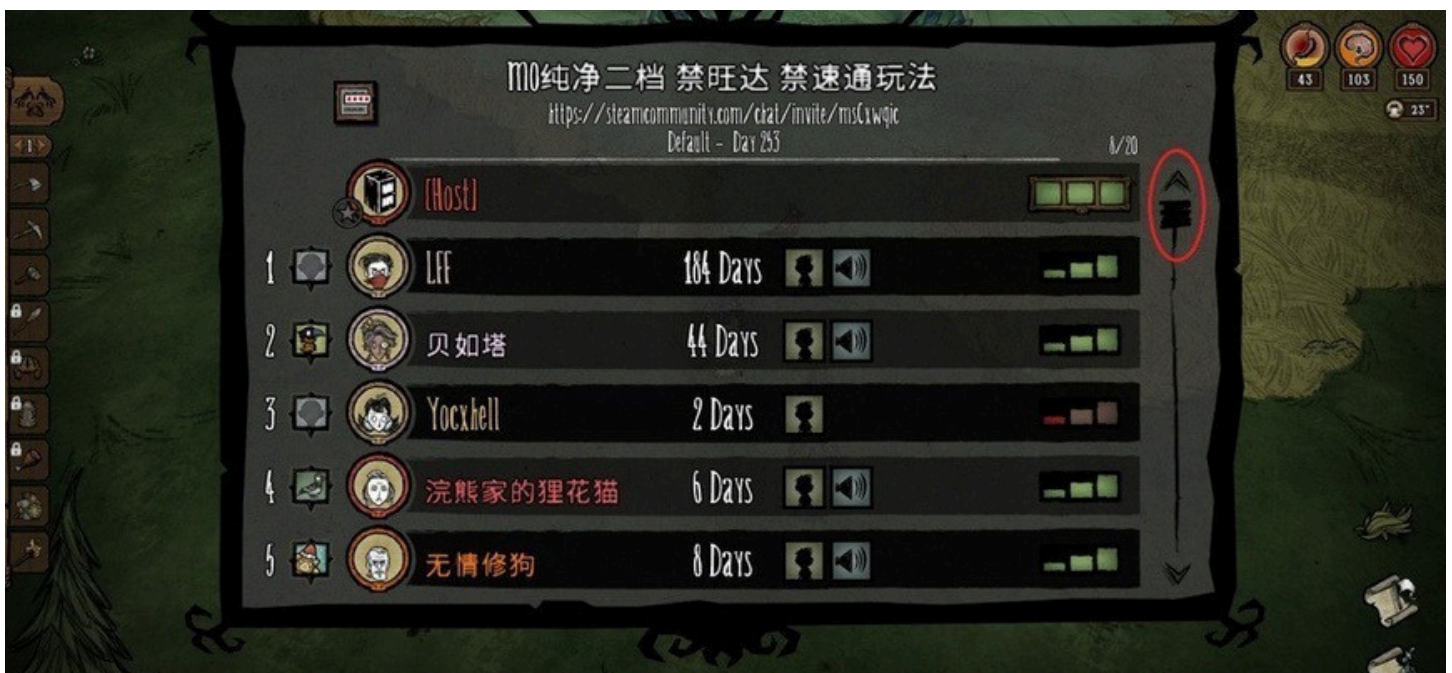 M0纯净二档 禁旺达 禁速通玩法
https://steamcommunity.com/chat/invite/msCxwqic
Default - Day 253
8/20
[Host]
1 LFF 184 Days
2 贝如塔 44 Days
3 Yocxhell 2 Days
4 浣熊家的狸花猫 6 Days
5 无情修狗 8 Days
43 103 150
23°
1